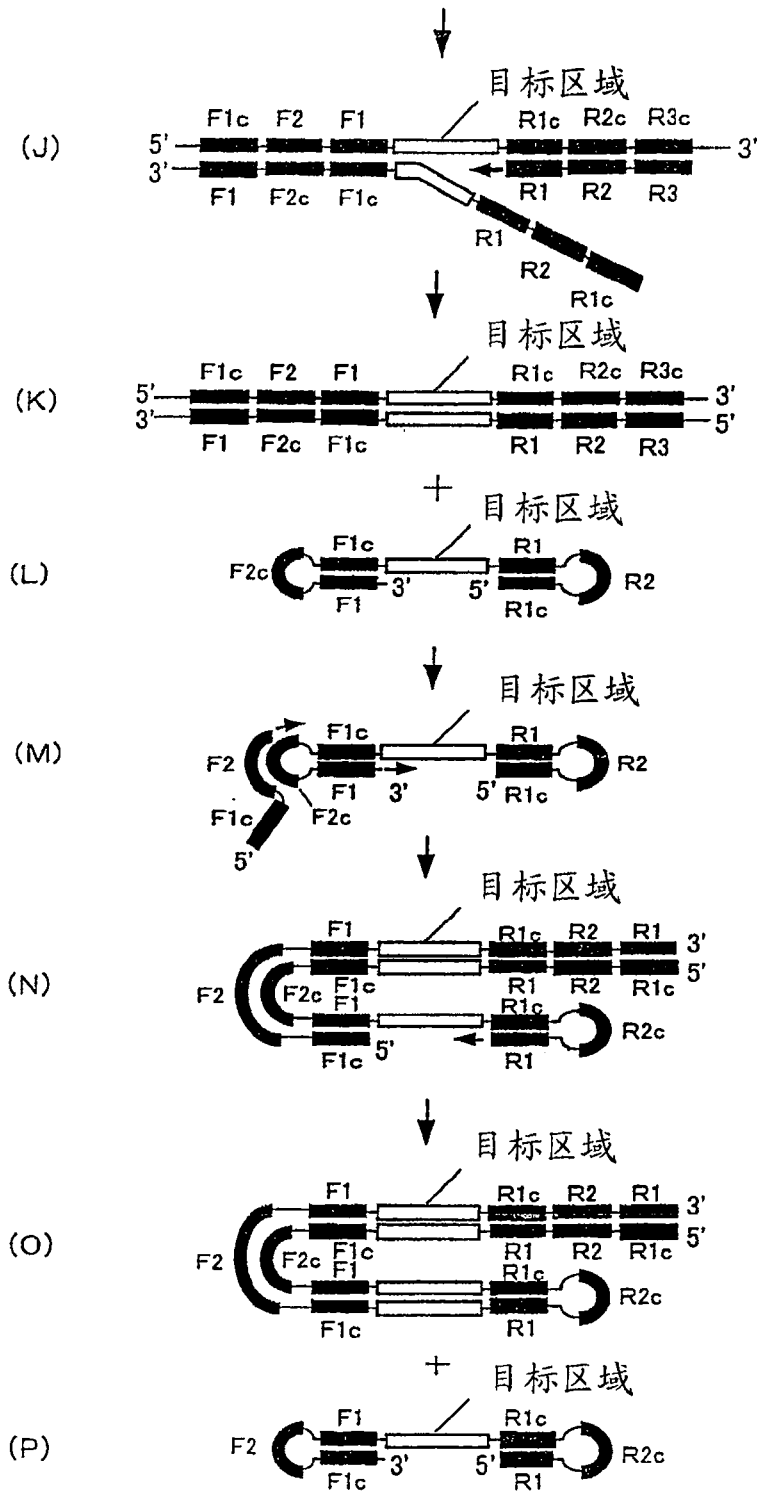 目标区域
F1c F2 F1 R1c R2c R3c
(J) 5' 3'
3'
F1 F2c F1c R1 R2 R3
R1
R2
R1c
目标区域
F1c F2 F1 R1c R2c R3c
(K) 5' 3'
3' 5'
F1 F2c F1c R1 R2 R3
+
目标区域
F1c R1
(L) F2c 3' 5' R2
F1 R1c
目标区域
F1c R1
(M) F2 R2
F1 3' 5' R1c
F1c F2c
5'
目标区域
F1 R1c R2 R1
3'
5'
(N) F2 F2c F1c R1 R2 R1c
F1 R1c
R2c
F1c 5' R1
目标区域
F1 R1c R2 R1
3'
5'
(O) F2 F2c F1c R1 R2 R1c
F1 R1c
R2c
F1c R1
+
目标区域
F1 R1c
(P) F2 3' 5' R2c
F1c R1